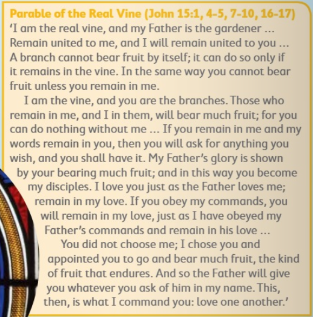 Parable of the Real Vine (John 15:1, 4-5, 7-10, 16-17)
‘I am the real vine, and my Father is the gardener ...
Remain united to me, and I will remain united to you ...
A branch cannot bear fruit by itself; it can do so only if
it remains in the vine. In the same way you cannot bear
fruit unless you remain in me.
I am the vine, and you are the branches. Those who
remain in me, and I in them, will bear much fruit; for you
can do nothing without me ... If you remain in me and my
words remain in you, then you will ask for anything you
wish, and you shall have it. My Father’s glory is shown
by your bearing much fruit; and in this way you become
my disciples. I love you just as the Father loves me;
remain in my love. If you obey my commands, you
will remain in my love, just as I have obeyed my
Father’s commands and remain in his love ...
You did not choose me; I chose you and
appointed you to go and bear much fruit, the kind
of fruit that endures. And so the Father will give
you whatever you ask of him in my name. This,
then, is what I command you: love one another.’